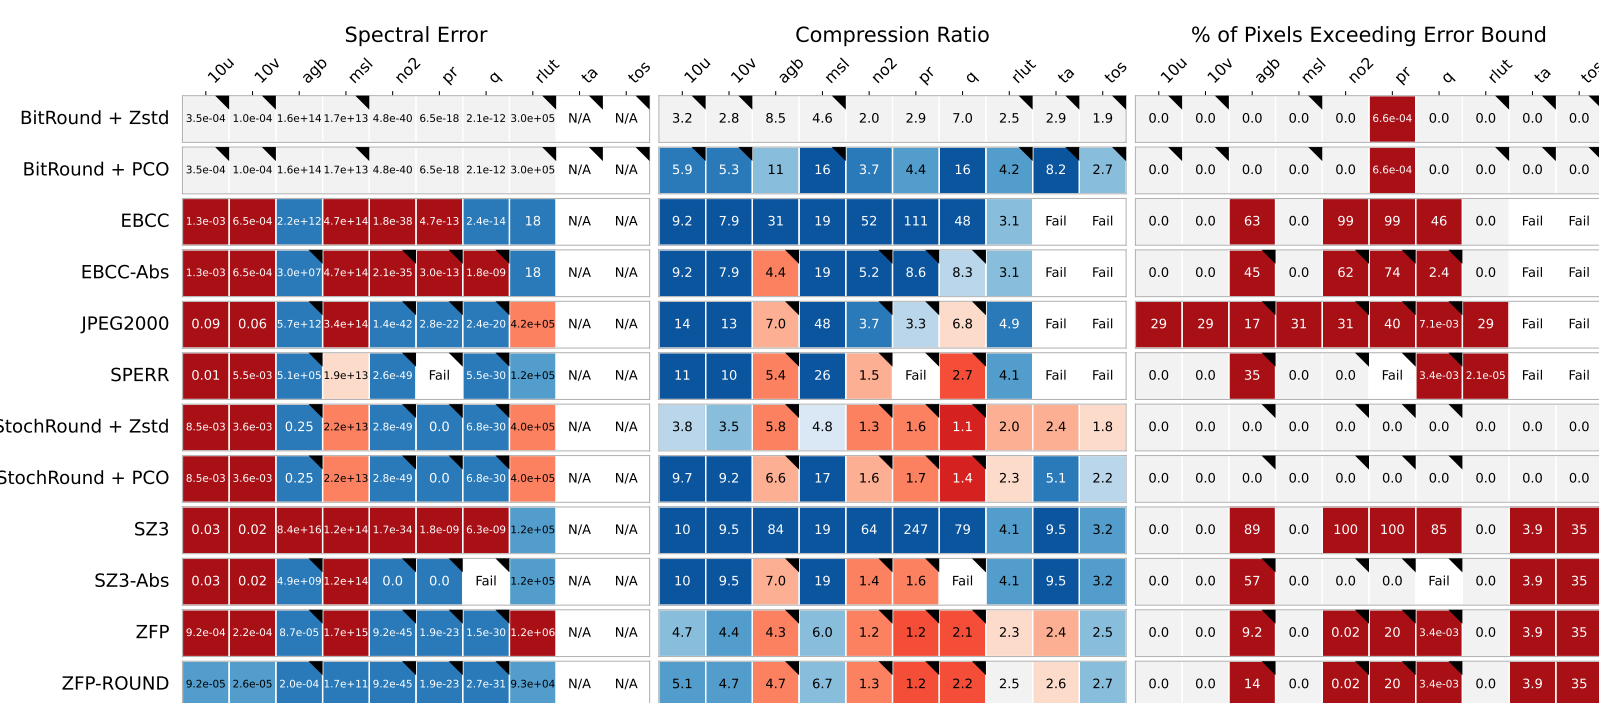 Spectral Error Compression Ratio % of Pixels Exceeding Error Bound
10u 10v agb msl no2 pr q rlut ta tos 10u 10v agb msl no2 pr q rlut ta tos 10u 10v agb msl no2 pr q rlut ta tos
BitRound + Zstd 3.5e-04 1.0e-04 1.6e+14 1.7e+13 4.8e-40 6.5e-18 2.1e-12 3.0e+05 N/A N/A 3.2 2.8 8.5 4.6 2.0 2.9 7.0 2.5 2.9 1.9 0.0 0.0 0.0 0.0 0.0 6.6e-04 0.0 0.0 0.0 0.0
BitRound + PCO 3.5e-04 1.0e-04 1.6e+14 1.7e+13 4.8e-40 6.5e-18 2.1e-12 3.0e+05 N/A N/A 5.9 5.3 11 16 3.7 4.4 16 4.2 8.2 2.7 0.0 0.0 0.0 0.0 0.0 6.6e-04 0.0 0.0 0.0 0.0
EBCC 1.3e-03 6.5e-04 2.2e+12 4.7e+14 1.8e-38 4.7e-13 2.4e-14 18 N/A N/A 9.2 7.9 31 19 52 111 48 3.1 Fail Fail 0.0 0.0 63 0.0 99 99 46 0.0 Fail Fail
EBCC-Abs 1.3e-03 6.5e-04 3.0e+07 4.7e+14 2.1e-35 3.0e-13 1.8e-09 18 N/A N/A 9.2 7.9 4.4 19 5.2 8.6 8.3 3.1 Fail Fail 0.0 0.0 45 0.0 62 74 2.4 0.0 Fail Fail
JPEG2000 0.09 0.06 5.7e+12 3.4e+14 1.4e-42 2.8e-22 2.4e-20 4.2e+05 N/A N/A 14 13 7.0 48 3.7 3.3 6.8 4.9 Fail Fail 29 29 17 31 31 40 7.1e-03 29 Fail Fail
SPERR 0.01 5.5e-03 5.1e+05 1.9e+13 2.6e-49 Fail 5.5e-30 1.2e+05 N/A N/A 11 10 5.4 26 1.5 Fail 2.7 4.1 Fail Fail 0.0 0.0 35 0.0 0.0 Fail 3.4e-03 2.1e-05 Fail Fail
StochRound + Zstd 8.5e-03 3.6e-03 0.25 2.2e+13 2.8e-49 0.0 6.8e-30 4.0e+05 N/A N/A 3.8 3.5 5.8 4.8 1.3 1.6 1.1 2.0 2.4 1.8 0.0 0.0 0.0 0.0 0.0 0.0 0.0 0.0 0.0 0.0
StochRound + PCO 8.5e-03 3.6e-03 0.25 2.2e+13 2.8e-49 0.0 6.8e-30 4.0e+05 N/A N/A 9.7 9.2 6.6 17 1.6 1.7 1.4 2.3 5.1 2.2 0.0 0.0 0.0 0.0 0.0 0.0 0.0 0.0 0.0 0.0
SZ3 0.03 0.02 8.4e+16 1.2e+14 1.7e-34 1.8e-09 6.3e-09 1.2e+05 N/A N/A 10 9.5 84 19 64 247 79 4.1 9.5 3.2 0.0 0.0 89 0.0 100 100 85 0.0 3.9 35
SZ3-Abs 0.03 0.02 4.9e+09 1.2e+14 0.0 0.0 Fail 1.2e+05 N/A N/A 10 9.5 7.0 19 1.4 1.6 Fail 4.1 9.5 3.2 0.0 0.0 57 0.0 0.0 0.0 Fail 0.0 3.9 35
ZFP 9.2e-04 2.2e-04 8.7e-05 1.7e+15 9.2e-45 1.9e-23 1.5e-30 1.2e+06 N/A N/A 4.7 4.4 4.3 6.0 1.2 1.2 2.1 2.3 2.4 2.5 0.0 0.0 9.2 0.0 0.02 20 3.4e-03 0.0 3.9 35
ZFP-ROUND 9.2e-05 2.6e-05 2.0e-04 1.7e+11 9.2e-45 1.9e-23 2.7e-31 9.3e+04 N/A N/A 5.1 4.7 4.7 6.7 1.3 1.2 2.2 2.5 2.6 2.7 0.0 0.0 14 0.0 0.02 20 3.4e-03 0.0 3.9 35